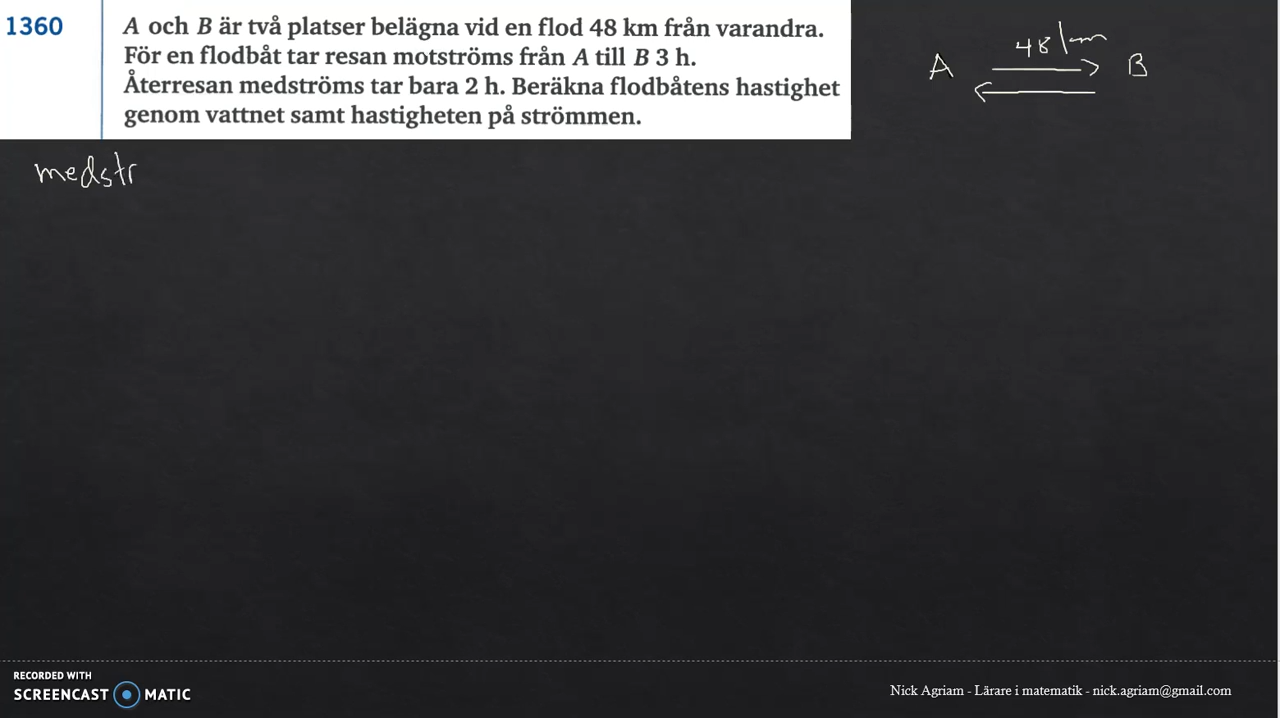 1360
A och B är två platser belägna vid en flod 48 km från varandra.
För en flodbåt tar resan motströms från A till B 3 h.
Återresan medströms tar bara 2 h. Beräkna flodbåtens hastighet
genom vattnet samt hastigheten på strömmen.
48 km
A B
medstr
RECORDED WITH
SCREENCAST MATIC
Nick Agriam - Lärare i matematik - nick.agriam@gmail.com